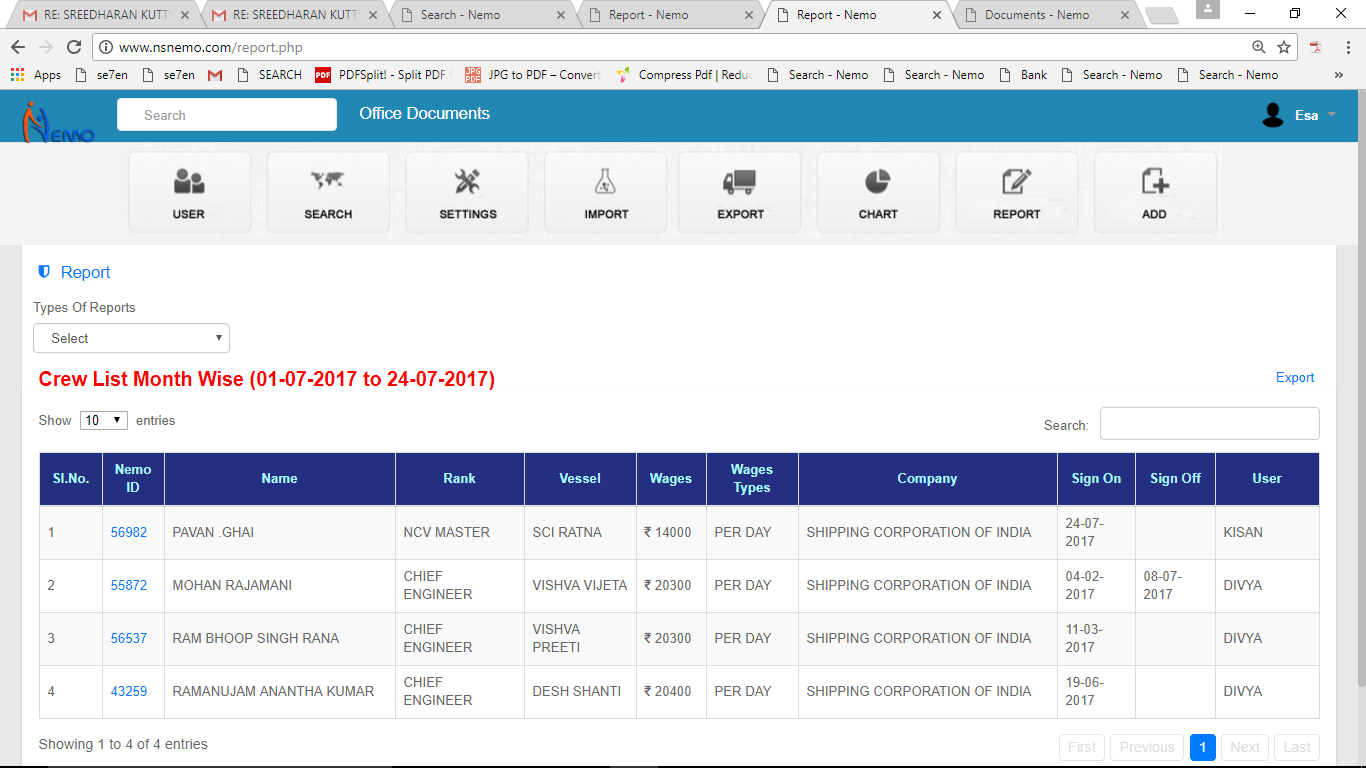 RE: SREEDHARAN KUTT
RE: SREEDHARAN KUTT
Search - Nemo
Report - Nemo
Report - Nemo
Documents - Nemo
www.nsnemo.com/report.php
Apps
se7en
se7en
SEARCH
PDF
PDFSplit! - Split PDF
JPG to PDF – Convert
Compress Pdf | Redu
Search - Nemo
Search - Nemo
Bank
Search - Nemo
Search - Nemo
»
NEMO
Search
Office Documents
Esa
USER
SEARCH
SETTINGS
IMPORT
EXPORT
CHART
REPORT
ADD
Report
Types Of Reports
Select
Crew List Month Wise (01-07-2017 to 24-07-2017)
Export
Show 10 entries
Search:
Sl.No. Nemo ID Name Rank Vessel Wages Wages Types Company Sign On Sign Off User
1 56982 PAVAN .GHAI NCV MASTER SCI RATNA ₹ 14000 PER DAY SHIPPING CORPORATION OF INDIA 24-07-2017 KISAN
2 55872 MOHAN RAJAMANI CHIEF ENGINEER VISHVA VIJETA ₹ 20300 PER DAY SHIPPING CORPORATION OF INDIA 04-02-2017 08-07-2017 DIVYA
3 56537 RAM BHOOP SINGH RANA CHIEF ENGINEER VISHVA PREETI ₹ 20300 PER DAY SHIPPING CORPORATION OF INDIA 11-03-2017 DIVYA
4 43259 RAMANUJAM ANANTHA KUMAR CHIEF ENGINEER DESH SHANTI ₹ 20400 PER DAY SHIPPING CORPORATION OF INDIA 19-06-2017 DIVYA
Showing 1 to 4 of 4 entries
First Previous 1 Next Last